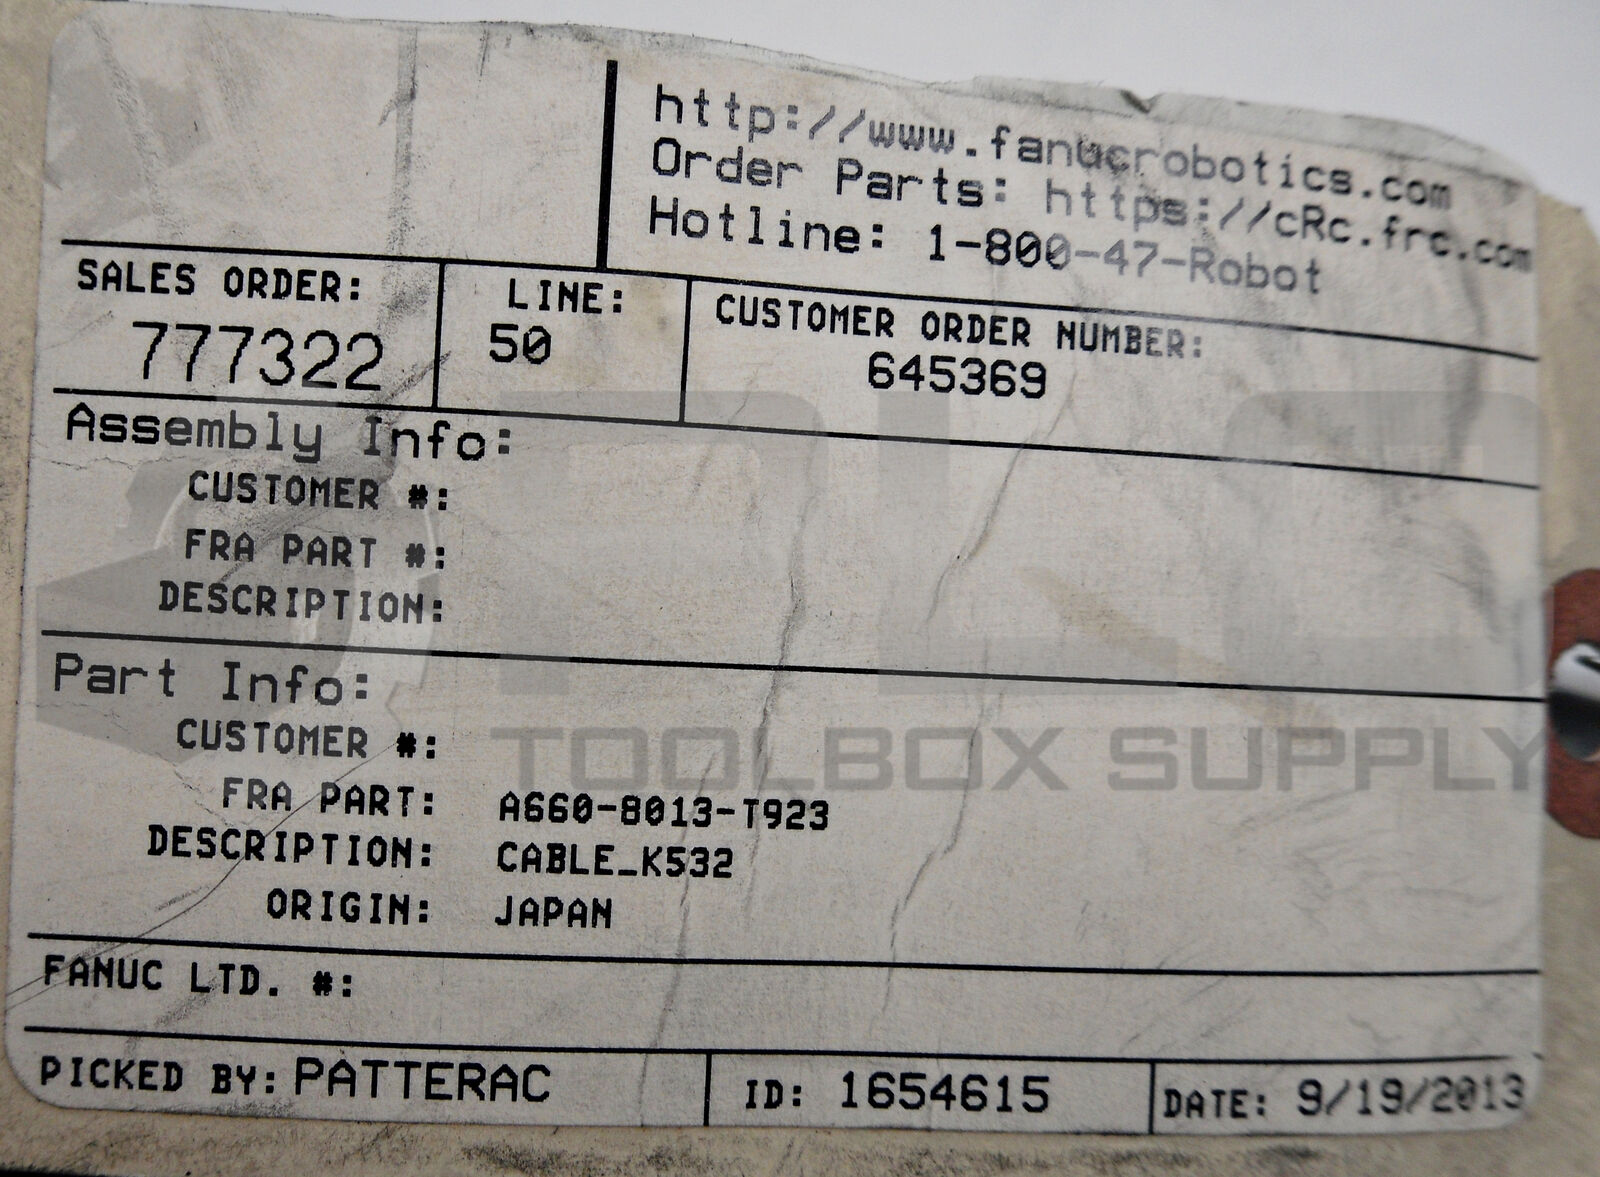 http://www.fanucrobotics.com
Order Parts: https://cRc.frc.com
Hotline: 1-800-47-Robot
SALES ORDER: LINE: CUSTOMER ORDER NUMBER:
777322 50 645369
Assembly Info:
CUSTOMER #:
FRA PART #:
DESCRIPTION:
Part Info:
CUSTOMER #:
TOOLBOX SUPPLY
FRA PART: A660-8013-T923
DESCRIPTION: CABLE_K532
ORIGIN: JAPAN
FANUC LTD. #:
PICKED BY: PATTERAC ID: 1654615 DATE: 9/19/2013